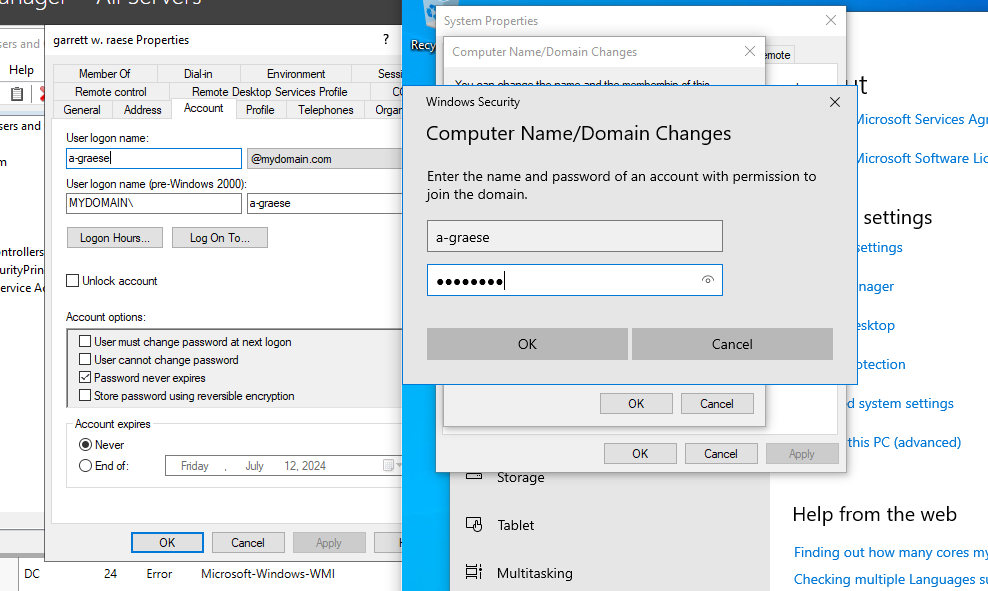 All Servers
sers and
Help
sers and
ntrollers
urityPrin
ervice Ac
garrett w. raese Properties
?
Member Of
Dial-in
Environment
Sessi
Remote control
Remote Desktop Services Profile
CO
General
Address
Account
Profile
Telephones
Organ
User logon name:
a-graese
@mydomain.com
User logon name (pre-Windows 2000):
MYDOMAIN\
a-graese
Logon Hours...
Log On To...
Unlock account
Account options:
User must change password at next logon
User cannot change password
Password never expires
Store password using reversible encryption
Account expires
Never
End of:
Friday , July 12, 2024
OK
Cancel
Apply
DC
24
Error
Microsoft-Windows-WMI
Recy
System Properties
Computer Name/Domain Changes
emote
You can change the name and the membership of this
Windows Security
Computer Name/Domain Changes
Enter the name and password of an account with permission to
join the domain.
a-graese
●●●●●●●●
OK
Cancel
OK
Cancel
OK
Cancel
Apply
Storage
Tablet
Multitasking
ut
Microsoft Services Agr
Microsoft Software Lic
settings
settings
nager
esktop
otection
d system settings
this PC (advanced)
Help from the web
Finding out how many cores my
Checking multiple Languages su